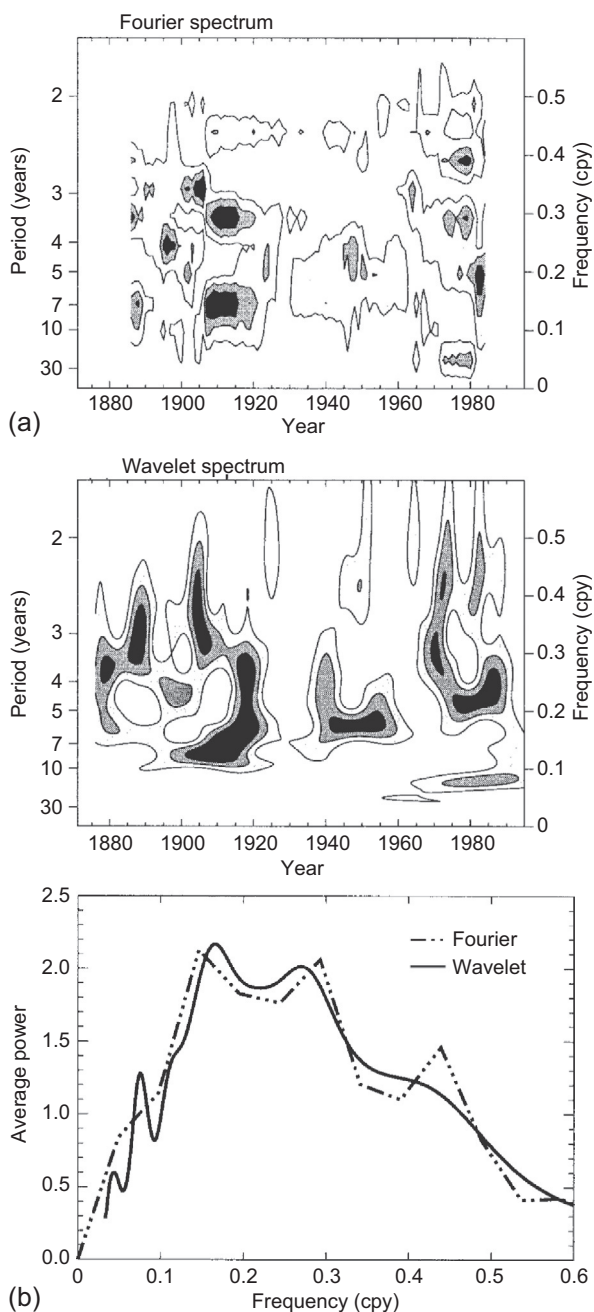 Fourier spectrum
2
3
4
5
7
10
30
Period (years)
0.5
0.4
0.3
0.2
0.1
0
Frequency (cpy)
1880 1900 1920 1940 1960 1980
(a)
Year
Wavelet spectrum
2
3
4
5
7
10
30
Period (years)
0.6
0.5
0.4
0.3
0.2
0.1
0
Frequency (cpy)
1880 1900 1920 1940 1960 1980
Year
2.5
2.0
1.5
1.0
0.5
0.0
Average power
Fourier
Wavelet
0 0.1 0.2 0.3 0.4 0.5 0.6
(b)
Frequency (cpy)